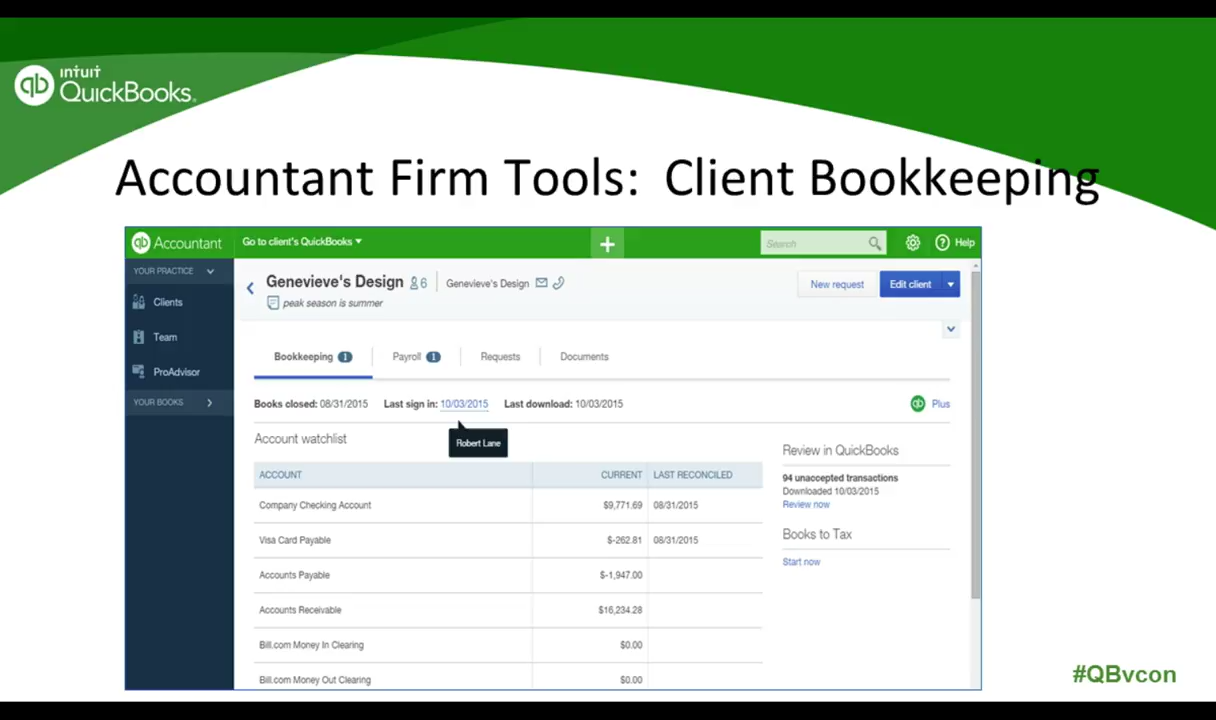 intuit
QuickBooks.
Accountant Firm Tools: Client Bookkeeping
qb Accountant Go to client's QuickBooks + Search Help
YOUR PRACTICE
Clients
Team
ProAdvisor
YOUR BOOKS
Genevieve's Design 6 Genevieve's Design New request Edit client
peak season is summer
Bookkeeping 1 Payroll 1 Requests Documents
Books closed: 08/31/2015 Last sign in: 10/03/2015 Last download: 10/03/2015 qb Plus
Robert Lane
Account watchlist
ACCOUNT CURRENT LAST RECONCILED
Company Checking Account $9,771.69 08/31/2015
Visa Card Payable $-262.81 08/31/2015
Accounts Payable $-1,947.00
Accounts Receivable $16,234.28
Bill.com Money In Clearing $0.00
Bill.com Money Out Clearing $0.00
Review in QuickBooks
94 unaccepted transactions
Downloaded 10/03/2015
Review now
Books to Tax
Start now
#QBvcon